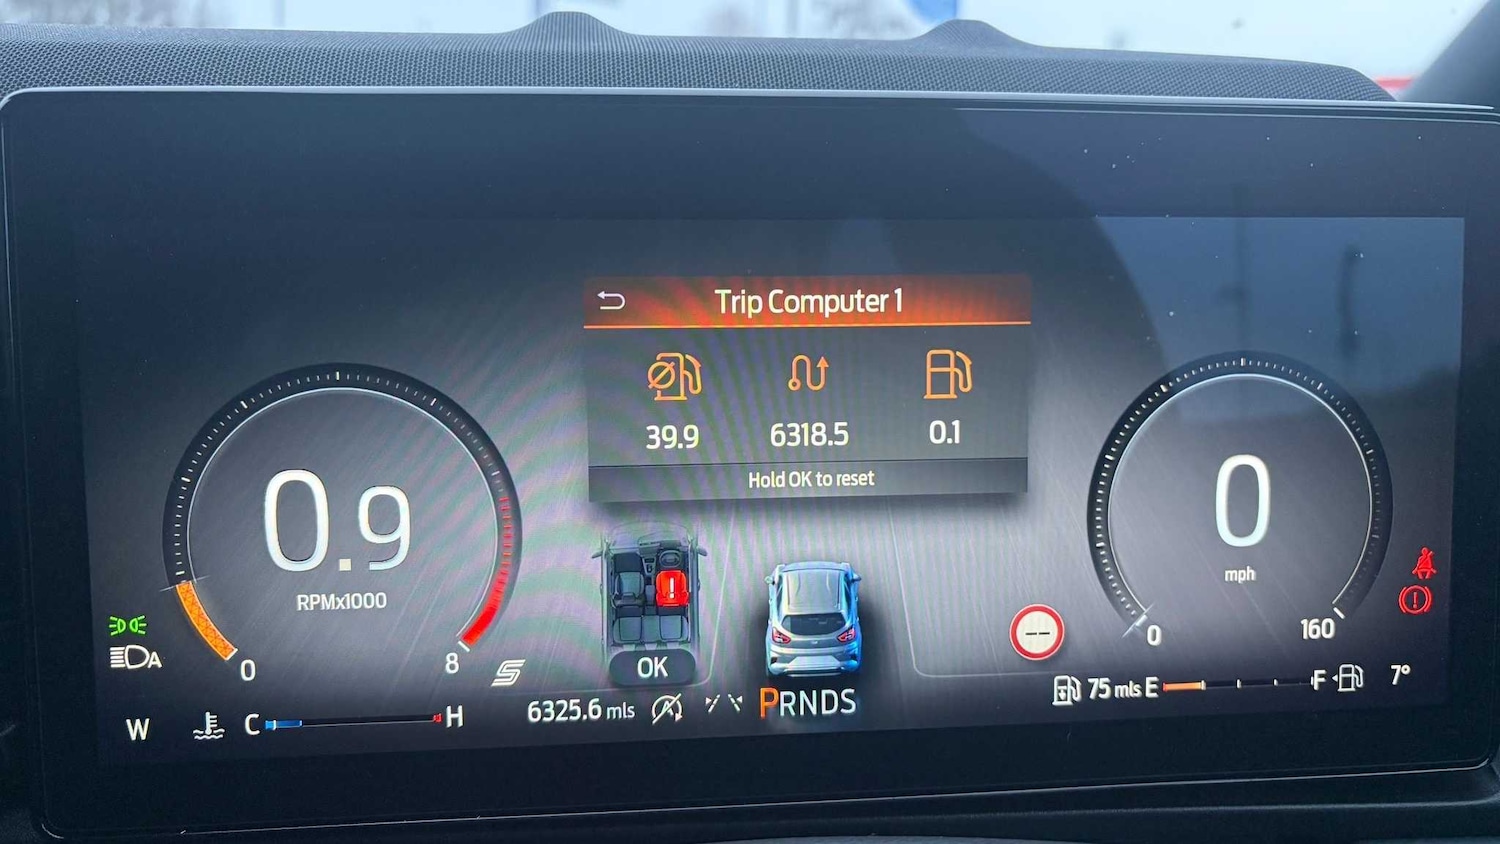 Trip Computer 1
39.9 6318.5 0.1
Hold OK to reset
0.9
RPMx1000
0 8
S
OK
6325.6 mls
PRNDS
W
C H
A
A
0
mph
0 160
75 mls E F
7°